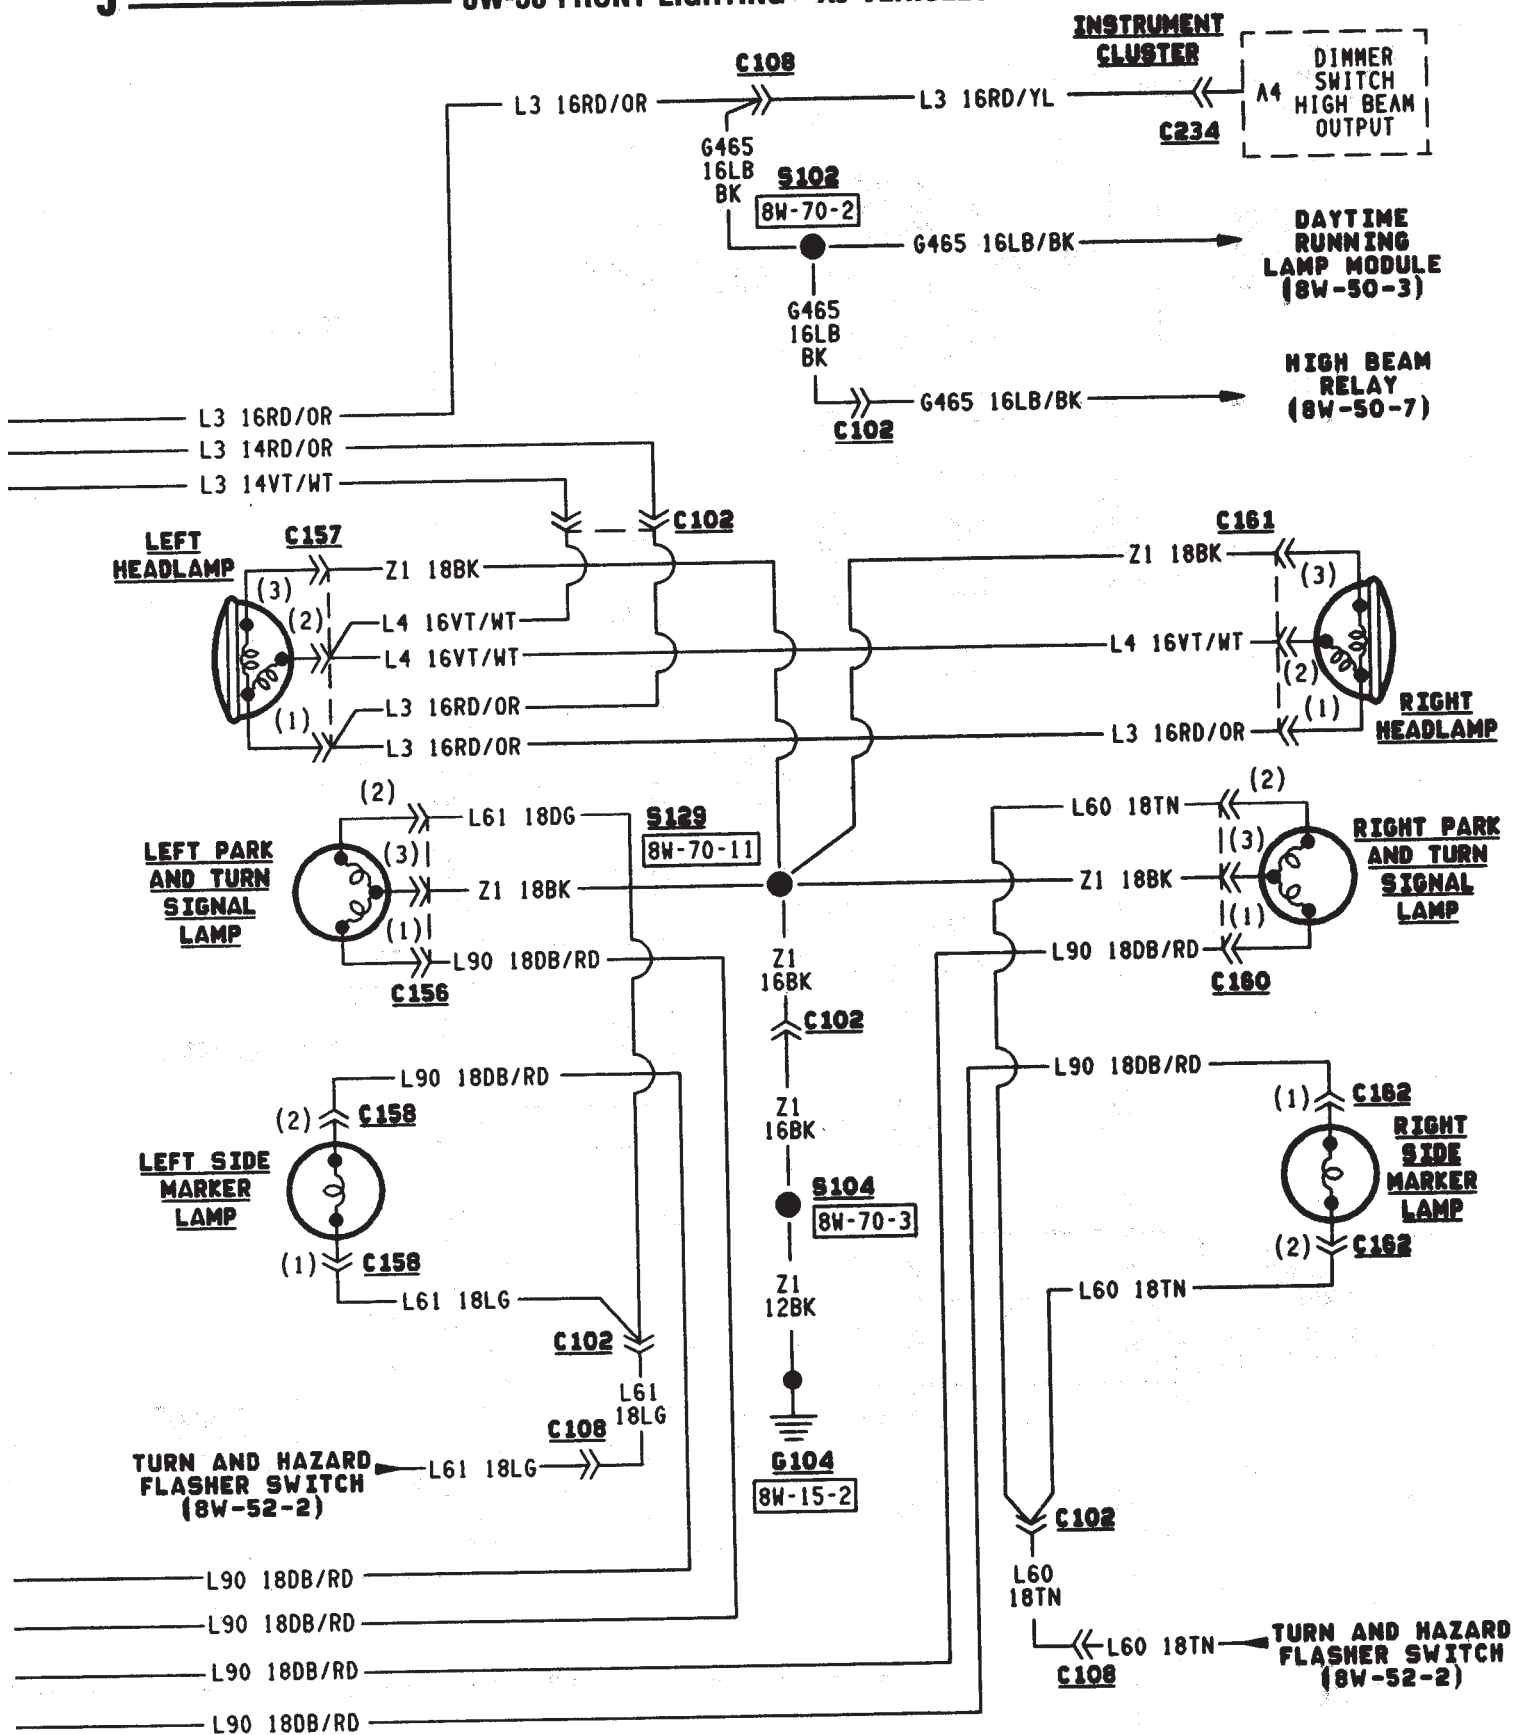 J
8W-50 FRONT LIGHTING - XJ VEHICLES
INSTRUMENT
CLUSTER
C108
L3 16RD/OR
L3 16RD/YL
C234
A4
DIMMER
SWITCH
HIGH BEAM
OUTPUT
G465
16LB
BK
S102
8W-70-2
G465 16LB/BK
DAYTIME
RUNNING
LAMP MODULE
(8W-50-3)
G465
16LB
BK
C102
G465 16LB/BK
HIGH BEAM
RELAY
(8W-50-7)
L3 16RD/OR
L3 14RD/OR
L3 14VT/WT
C102
LEFT
HEADLAMP
C157
(3)
Z1 18BK
(2)
L4 16VT/WT
L4 16VT/WT
L3 16RD/OR
(1)
L3 16RD/OR
C161
Z1 18BK
(3)
L4 16VT/WT
(2)
(1)
L3 16RD/OR
RIGHT
HEADLAMP
(2)
L61 18DG
S129
8W-70-11
LEFT PARK
AND TURN
SIGNAL
LAMP
(3)
Z1 18BK
(1)
L90 18DB/RD
C156
(2)
L60 18TN
(3)
Z1 18BK
(1)
L90 18DB/RD
C160
RIGHT PARK
AND TURN
SIGNAL
LAMP
Z1
16BK
C102
Z1
16BK
S104
8W-70-3
Z1
12BK
G104
8W-15-2
L90 18DB/RD
(2)
C158
LEFT SIDE
MARKER
LAMP
(1)
C158
L61 18LG
C102
L61
18LG
C108
TURN AND HAZARD
FLASHER SWITCH
(8W-52-2)
L61 18LG
L90 18DB/RD
(1)
C162
RIGHT
SIDE
MARKER
LAMP
(2)
C162
L60 18TN
C102
L60
18TN
L60 18TN
C108
TURN AND HAZARD
FLASHER SWITCH
(8W-52-2)
L90 18DB/RD
L90 18DB/RD
L90 18DB/RD
L90 18DB/RD